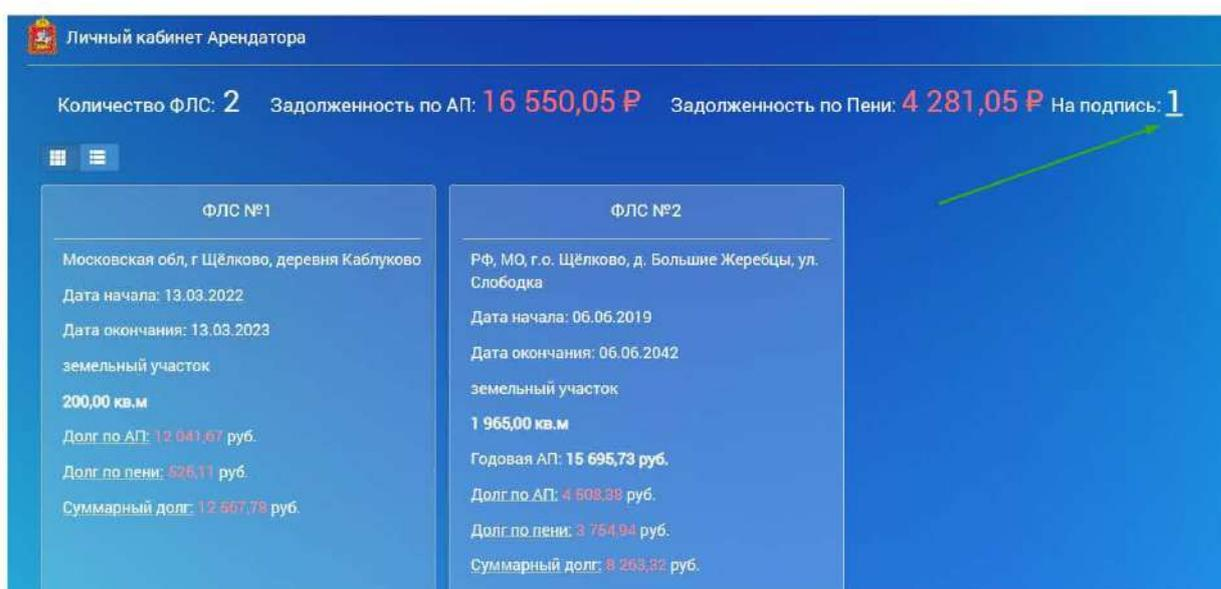 Личный кабинет Арендатора
Количество ФЛС: 2 Задолженность по АП: 16 550,05 ₽ Задолженность по Пени: 4 281,05 ₽ На подпись: 1
ФЛС №1
Московская обл, г Щёлково, деревня Каблуково
Дата начала: 13.03.2022
Дата окончания: 13.03.2023
земельный участок
200,00 кв.м
Долг по АП: 12 041,67 руб.
Долг по пени: 526,11 руб.
Суммарный долг: 12 567,78 руб.
ФЛС №2
РФ, МО, г.о. Щёлково, д. Большие Жеребцы, ул.
Слободка
Дата начала: 06.06.2019
Дата окончания: 06.06.2042
земельный участок
1 965,00 кв.м
Годовая АП: 15 695,73 руб.
Долг по АП: 4 508,38 руб.
Долг по пени: 3 754,94 руб.
Суммарный долг: 8 263,32 руб.